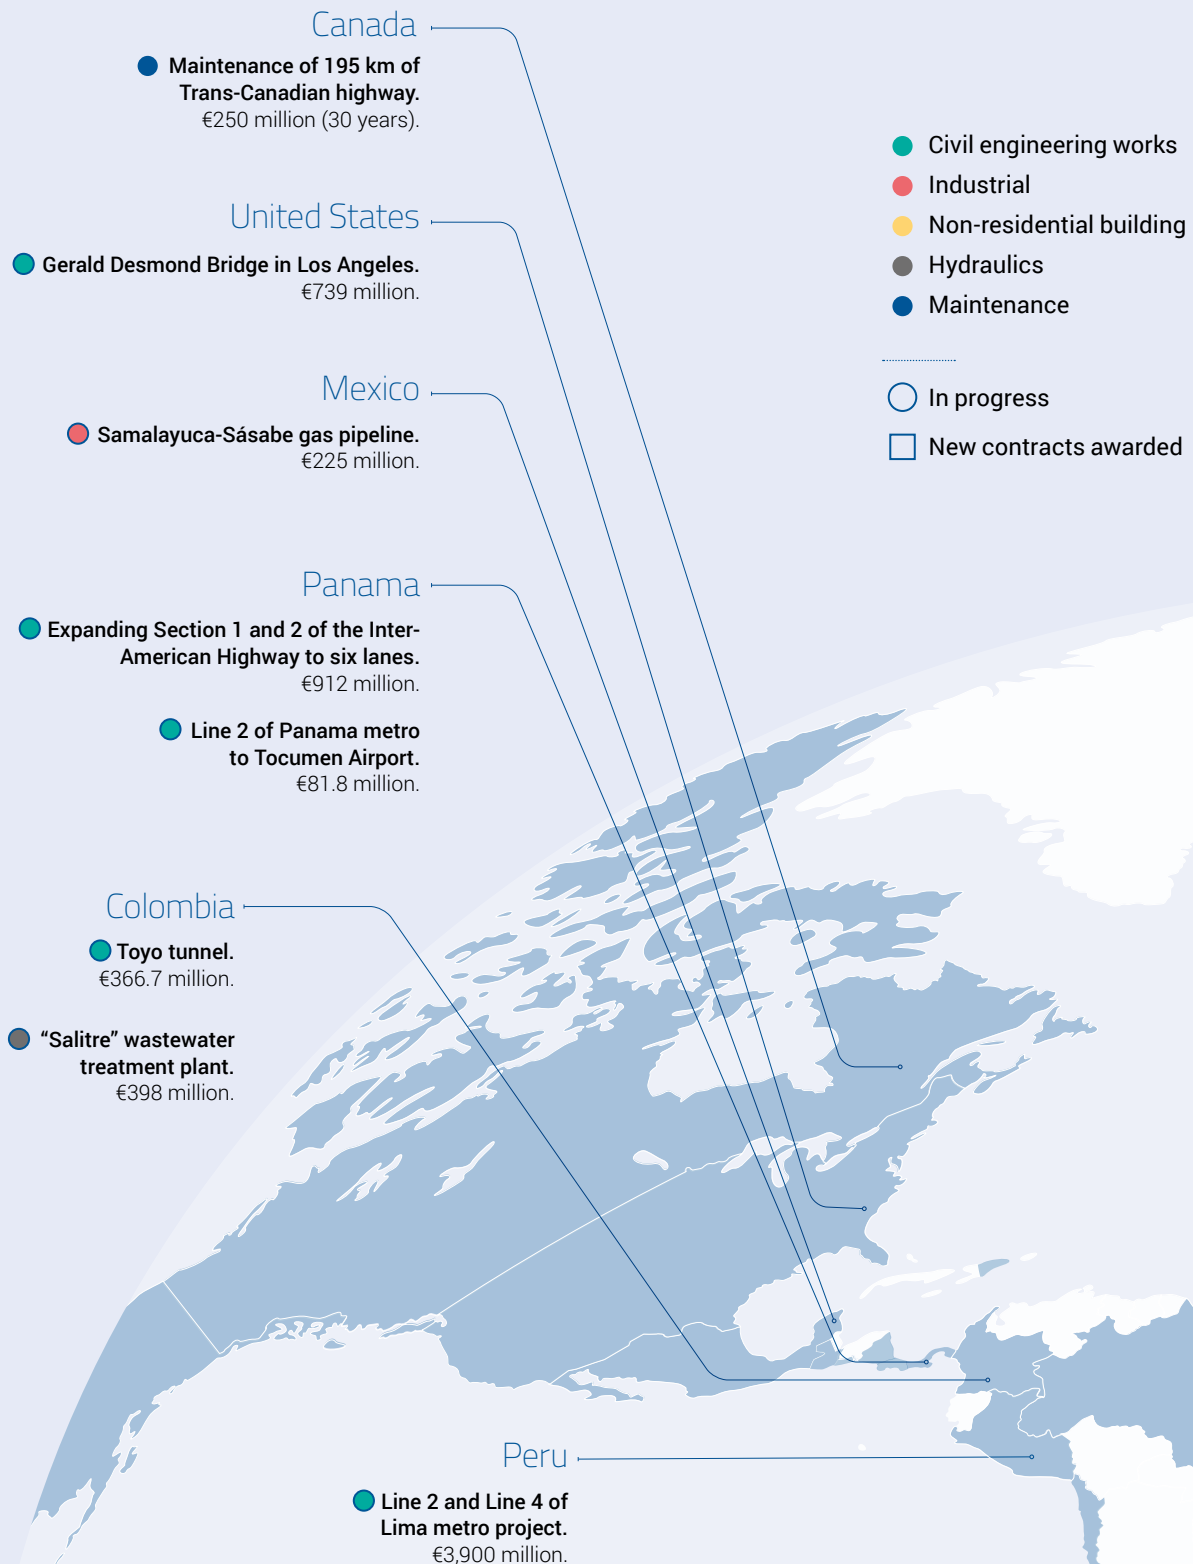 Canada
Maintenance of 195 km of
Trans-Canadian highway.
€250 million (30 years).
Civil engineering works
Industrial
Non-residential building
Hydraulics
Maintenance
In progress
New contracts awarded
United States
Gerald Desmond Bridge in Los Angeles.
€739 million.
Mexico
Samalayuca-Sásabe gas pipeline.
€225 million.
Panama
Expanding Section 1 and 2 of the Inter-
American Highway to six lanes.
€912 million.
Line 2 of Panama metro
to Tocumen Airport.
€81.8 million.
Colombia
Toyo tunnel.
€366.7 million.
“Salitre” wastewater
treatment plant.
€398 million.
Peru
Line 2 and Line 4 of
Lima metro project.
€3,900 million.